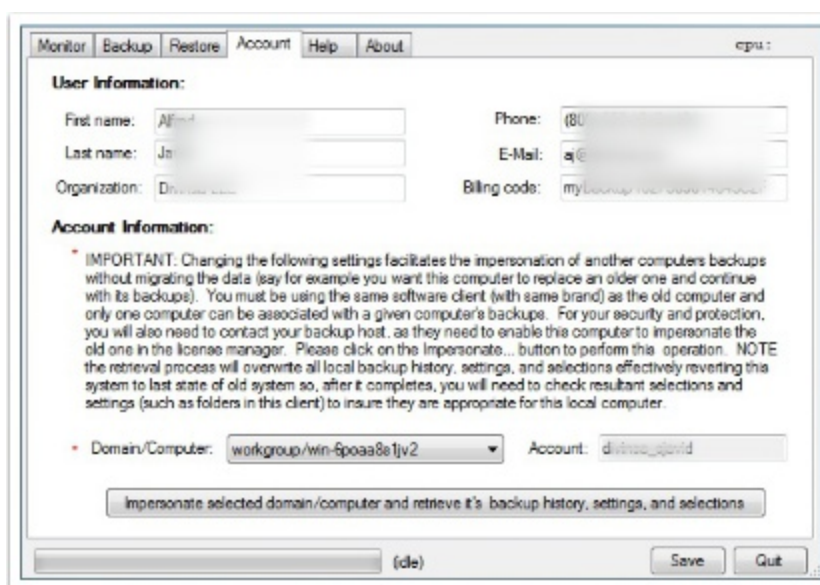 Monitor Backup Restore Account Help About cpu:
User Information:
First name: Phone: (80
Last name: Ja E-Mail: aj@
Organization: Billing code:
Account Information:
* IMPORTANT: Changing the following settings facilitates the impersonation of another computers backups
without migrating the data (say for example you want this computer to replace an older one and continue
with its backups). You must be using the same software client (with same brand) as the old computer and
only one computer can be associated with a given computer's backups. For your security and protection,
you will also need to contact your backup host, as they need to enable this computer to impersonate the
old one in the license manager. Please click on the Impersonate... button to perform this operation. NOTE
the retrieval process will overwrite all local backup history, settings, and selections effectively reverting this
system to last state of old system so, after it completes, you will need to check resultant selections and
settings (such as folders in this client) to insure they are appropriate for this local computer.
* Domain/Computer: workgroup/win-6poaa8a1jv2 Account:
Impersonate selected domain/computer and retrieve it's backup history, settings, and selections
(idle) Save Quit